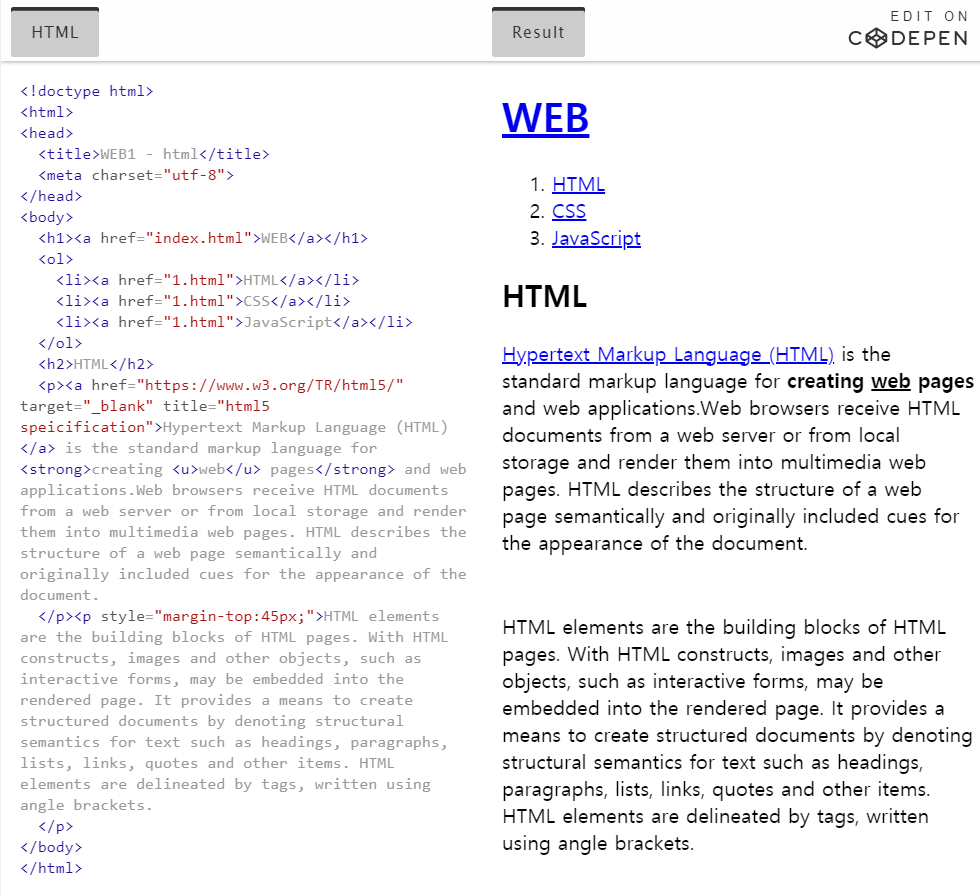 HTML
Result
EDIT ON
CODEPEN
<!doctype html>
<html>
<head>
<title>WEB1 - html</title>
<meta charset="utf-8">
</head>
<body>
<h1><a href="index.html">WEB</a></h1>
<ol>
<li><a href="1.html">HTML</a></li>
<li><a href="1.html">CSS</a></li>
<li><a href="1.html">JavaScript</a></li>
</ol>
<h2>HTML</h2>
<p><a href="https://www.w3.org/TR/html5/"
target="_blank" title="html5
speicification">Hypertext Markup Language (HTML)
</a> is the standard markup language for
<strong>creating <u>web</u> pages</strong> and web
applications.Web browsers receive HTML documents
from a web server or from local storage and render
them into multimedia web pages. HTML describes the
structure of a web page semantically and
originally included cues for the appearance of the
document.
</p><p style="margin-top:45px;">HTML elements
are the building blocks of HTML pages. With HTML
constructs, images and other objects, such as
interactive forms, may be embedded into the
rendered page. It provides a means to create
structured documents by denoting structural
semantics for text such as headings, paragraphs,
lists, links, quotes and other items. HTML
elements are delineated by tags, written using
angle brackets.
</p>
</body>
</html>
WEB
1. HTML
2. CSS
3. JavaScript
HTML
Hypertext Markup Language (HTML) is the
standard markup language for creating web pages
and web applications.Web browsers receive HTML
documents from a web server or from local
storage and render them into multimedia web
pages. HTML describes the structure of a web
page semantically and originally included cues for
the appearance of the document.
HTML elements are the building blocks of HTML
pages. With HTML constructs, images and other
objects, such as interactive forms, may be
embedded into the rendered page. It provides a
means to create structured documents by denoting
structural semantics for text such as headings,
paragraphs, lists, links, quotes and other items.
HTML elements are delineated by tags, written
using angle brackets.